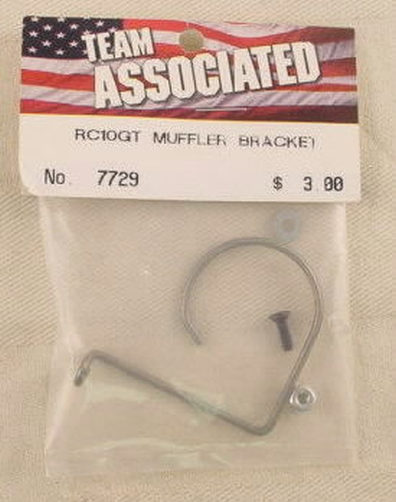 TEAM
ASSOCIATED
RC10GT MUFFLER BRACKET
No. 7729 $ 3.00